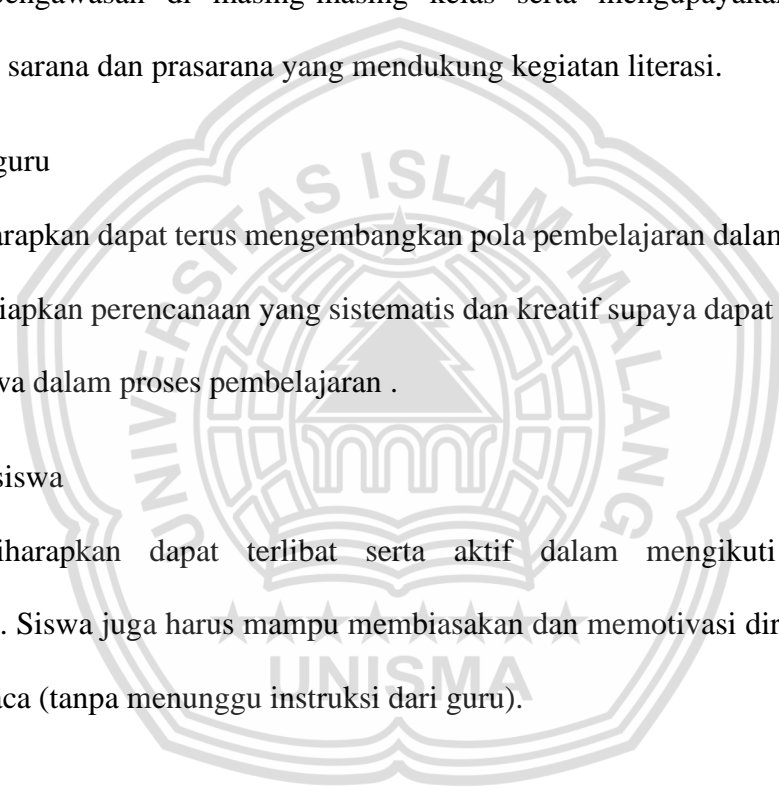 pengawasan di masing-masing kelas serta mengupayakan
sarana dan prasarana yang mendukung kegiatan literasi.
guru
arapkan dapat terus mengembangkan pola pembelajaran dalam
iapkan perencanaan yang sistematis dan kreatif supaya dapat
wa dalam proses pembelajaran .
siswa
iharapkan dapat terlibat serta aktif dalam mengikuti
. Siswa juga harus mampu membiasakan dan memotivasi dir
aca (tanpa menunggu instruksi dari guru).
UNIVERSITAS ISLAM MALANG
UNISMA